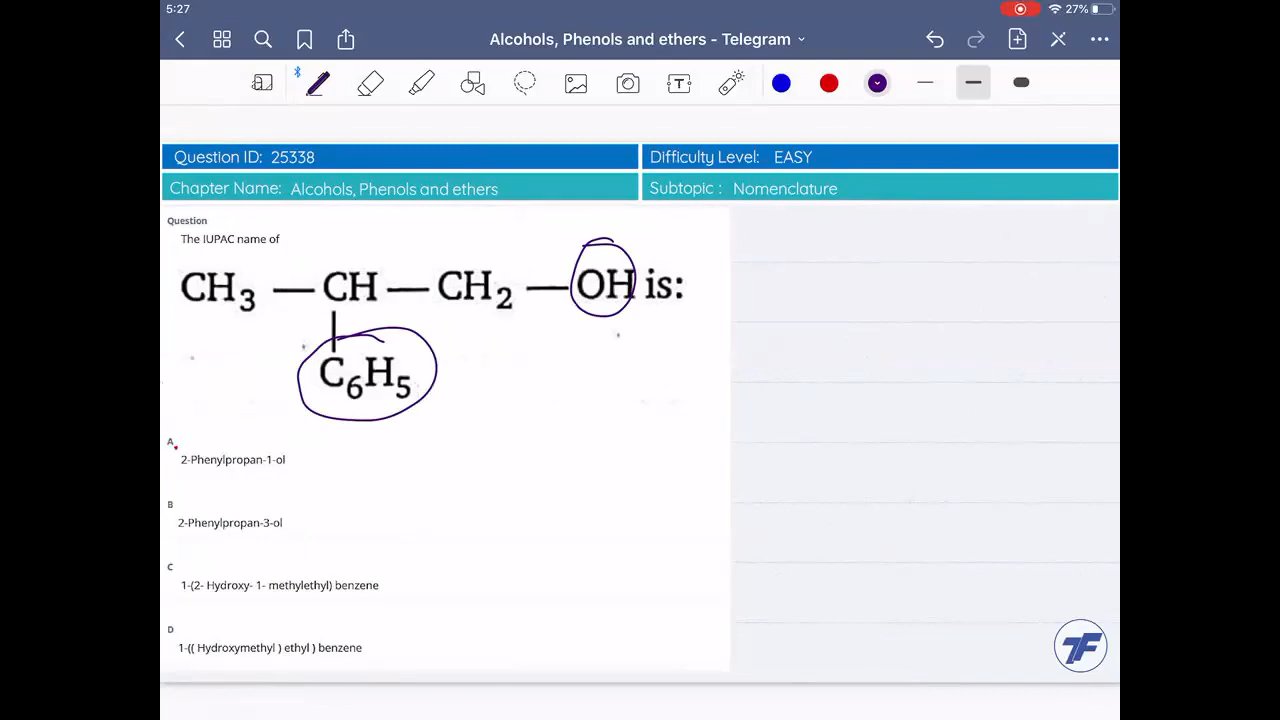 5:27
27%
Alcohols, Phenols and ethers - Telegram
T
Question ID: 25338
Difficulty Level: EASY
Chapter Name: Alcohols, Phenols and ethers
Subtopic : Nomenclature
Question
The IUPAC name of
CH₃ — CH — CH₂ — OH is:
C₆H₅
A
2-Phenylpropan-1-ol
B
2-Phenylpropan-3-ol
C
1-(2- Hydroxy- 1- methylethyl) benzene
D
1-(( Hydroxymethyl ) ethyl ) benzene